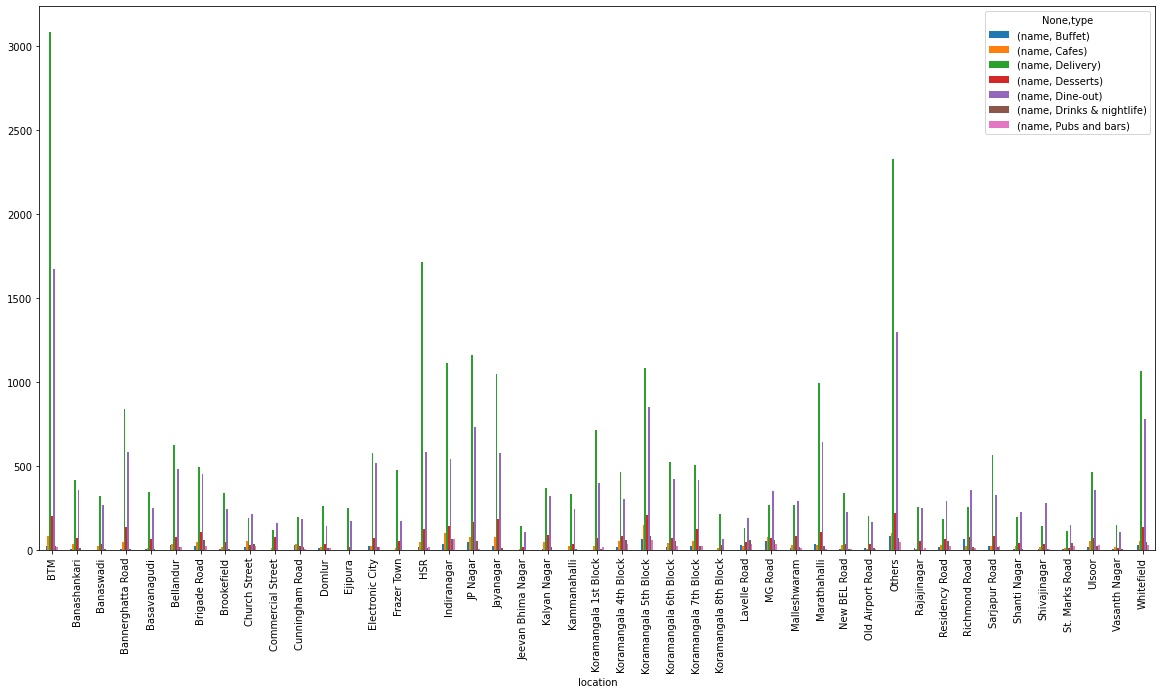 None,type
(name, Buffet)
(name, Cafes)
(name, Delivery)
(name, Desserts)
(name, Dine-out)
(name, Drinks & nightlife)
(name, Pubs and bars)
3000
2500
2000
1500
1000
500
0
BTM
Banashankari
Banaswadi
Bannerghatta Road
Basavanagudi
Bellandur
Brigade Road
Brookefield
Church Street
Commercial Street
Cunningham Road
Domlur
Ejipura
Electronic City
Frazer Town
HSR
Indiranagar
JP Nagar
Jayanagar
Jeevan Bhima Nagar
Kalyan Nagar
Kammanahalli
Koramangala 1st Block
Koramangala 4th Block
Koramangala 5th Block
Koramangala 6th Block
Koramangala 7th Block
Koramangala 8th Block
Lavelle Road
MG Road
Malleshwaram
Marathahalli
New BEL Road
Old Airport Road
Others
Rajajinagar
Residency Road
Richmond Road
Sarjapur Road
Shanti Nagar
Shivajinagar
St. Marks Road
Ulsoor
Vasanth Nagar
Whitefield
location